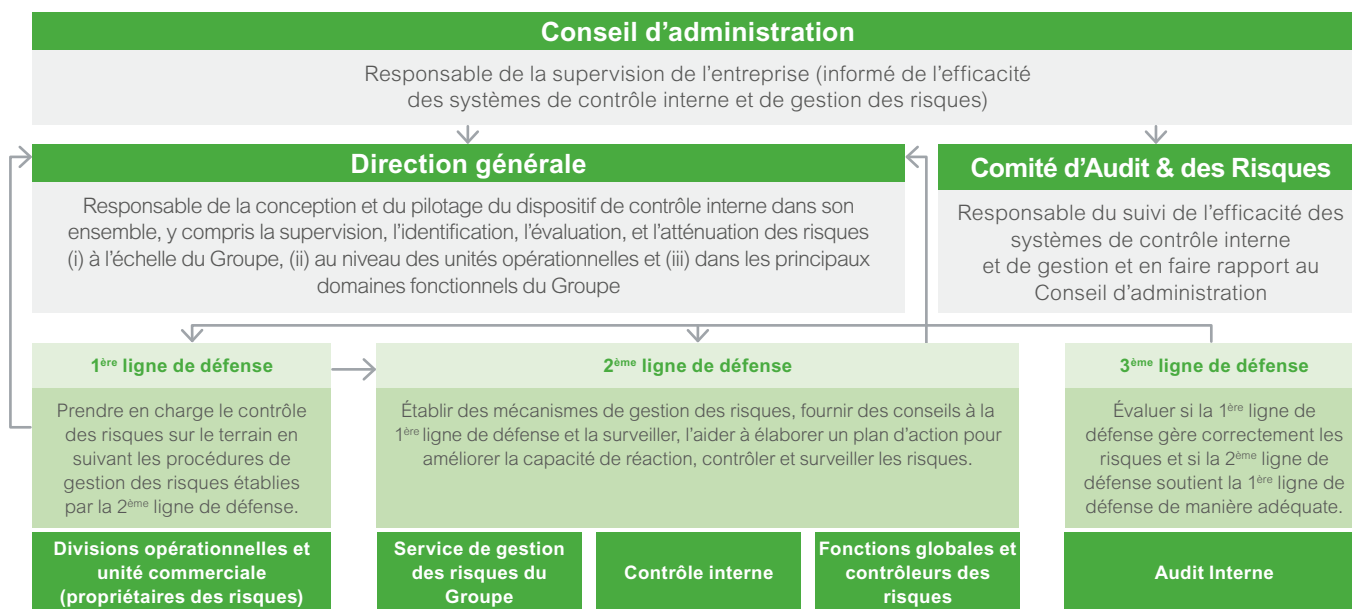 Conseil d’administration
Responsable de la supervision de l’entreprise (informé de l’efficacité
des systèmes de contrôle interne et de gestion des risques)
Direction générale
Responsable de la conception et du pilotage du dispositif de contrôle interne dans son
ensemble, y compris la supervision, l’identification, l’évaluation, et l’atténuation des risques
(i) à l’échelle du Groupe, (ii) au niveau des unités opérationnelles et (iii) dans les principaux
domaines fonctionnels du Groupe
Comité d’Audit & des Risques
Responsable du suivi de l’efficacité des
systèmes de contrôle interne
et de gestion et en faire rapport au
Conseil d’administration
1ère ligne de défense
Prendre en charge le contrôle
des risques sur le terrain en
suivant les procédures de
gestion des risques établies
par la 2ème ligne de défense.
Divisions opérationnelles et
unité commerciale
(propriétaires des risques)
2ème ligne de défense
Établir des mécanismes de gestion des risques, fournir des conseils à la
1ère ligne de défense et la surveiller, l’aider à élaborer un plan d’action pour
améliorer la capacité de réaction, contrôler et surveiller les risques.
Service de gestion
des risques du
Groupe
Contrôle interne
Fonctions globales et
contrôleurs des
risques
3ème ligne de défense
Évaluer si la 1ère ligne de
défense gère correctement les
risques et si la 2ème ligne de
défense soutient la 1ère ligne de
défense de manière adéquate.
Audit Interne